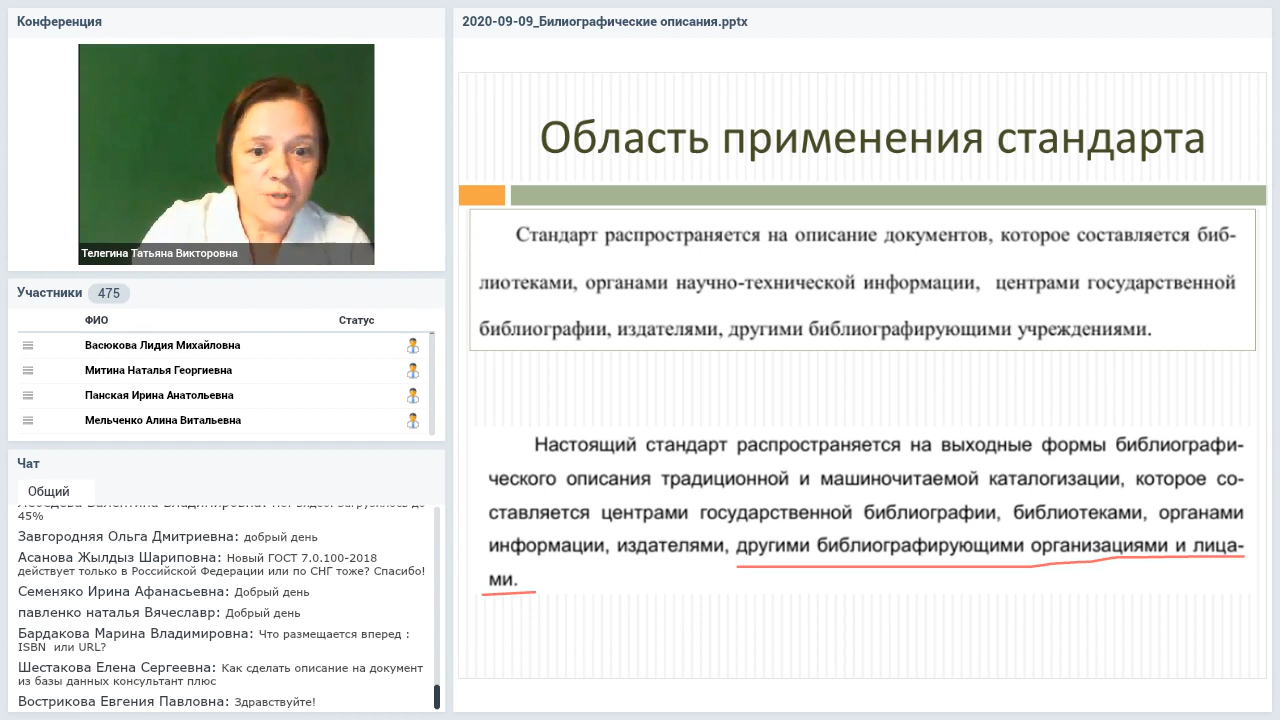 Конференция
Телегина Татьяна Викторовна
Участники 475
ФИО Статус
Васюкова Лидия Михайловна
Митина Наталья Георгиевна
Панская Ирина Анатольевна
Мельченко Алина Витальевна
Чат
Общий
45%
Завгородняя Ольга Дмитриевна: добрый день
Асанова Жылдыз Шариповна: Новый ГОСТ 7.0.100-2018
действует только в Российской Федерации или по СНГ тоже? Спасибо!
Семеняко Ирина Афанасьевна: Добрый день
павленко наталья Вячеславр: Добрый день
Бардакова Марина Владимировна: Что размещается вперед :
ISBN или URL?
Шестакова Елена Сергеевна: Как сделать описание на документ
из базы данных консультант плюс
Вострикова Евгения Павловна: Здравствуйте!
2020-09-09_Билиографические описания.pptx
Область применения стандарта
Стандарт распространяется на описание документов, которое составляется биб-
лиотеками, органами научно-технической информации, центрами государственной
библиографии, издателями, другими библиографирующими учреждениями.
Настоящий стандарт распространяется на выходные формы библиографи-
ческого описания традиционной и машиночитаемой каталогизации, которое со-
ставляется центрами государственной библиографии, библиотеками, органами
информации, издателями, другими библиографирующими организациями и лица-
ми.